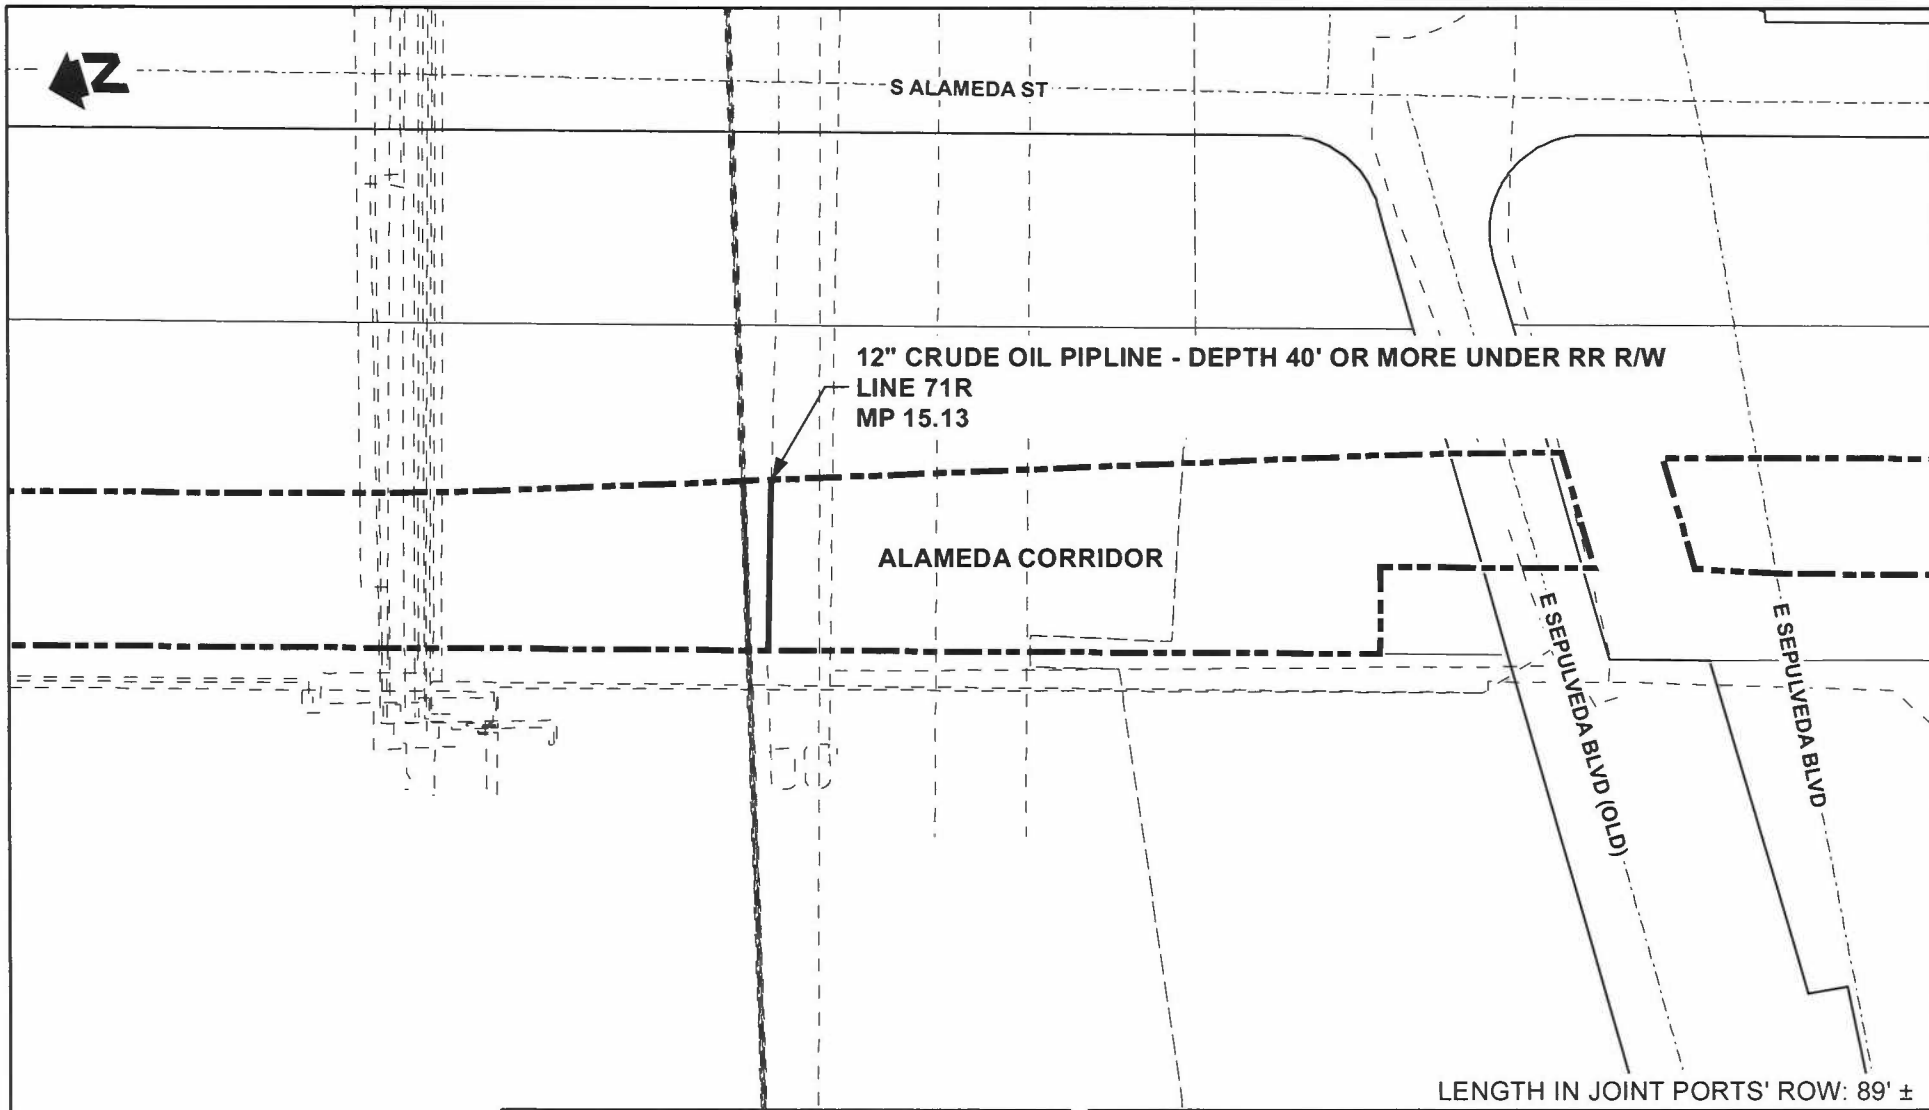 Z
S ALAMEDA ST
12" CRUDE OIL PIPLINE - DEPTH 40' OR MORE UNDER RR R/W
LINE 71R
MP 15.13
ALAMEDA CORRIDOR
E SEPULVEDA BLVD (OLD)
E SEPULVEDA BLVD
LENGTH IN JOINT PORTS' ROW: 89' ±